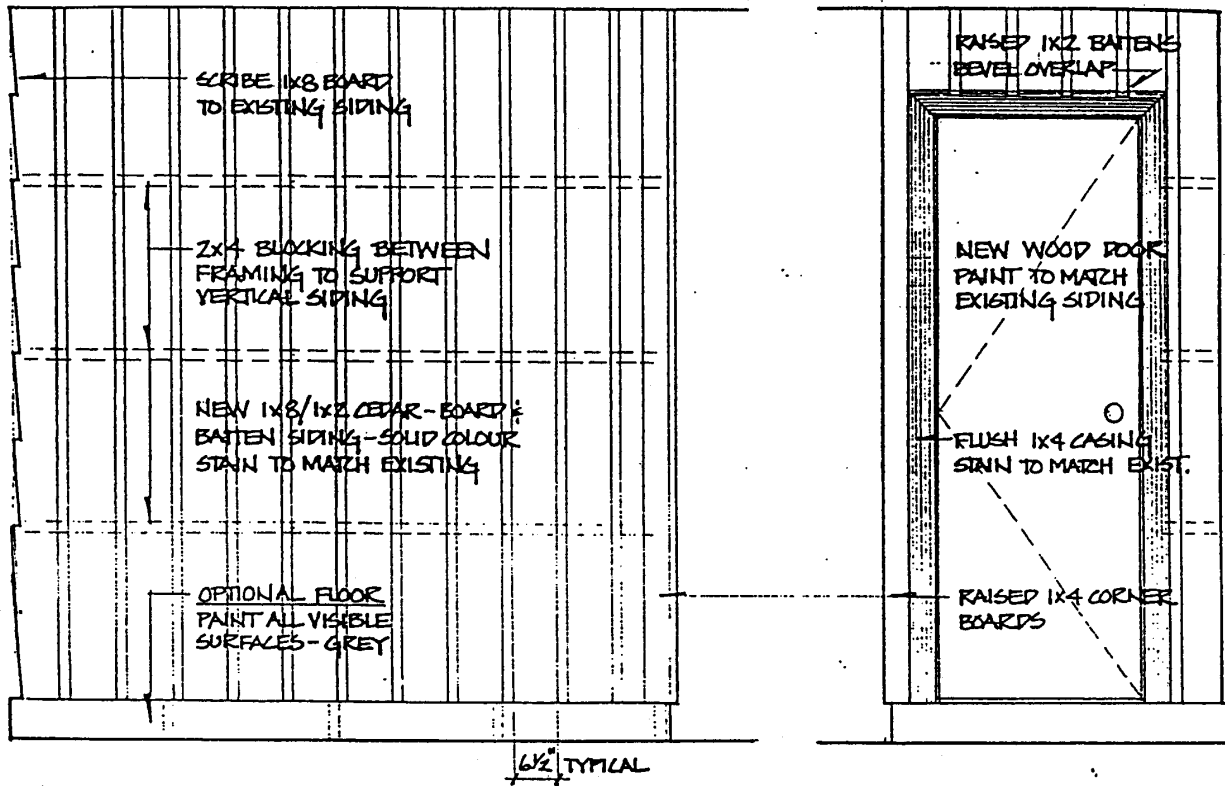 SCRIBE 1x8 BOARD
TO EXISTING SIDING
2x4 BLOCKING BETWEEN
FRAMING TO SUPPORT
VERTICAL SIDING
NEW 1x8/1x2 CEDAR-BOARD &
BATTEN SIDING-SOLID COLOUR
STAIN TO MATCH EXISTING
OPTIONAL FLOOR
PAINT ALL VISIBLE
SURFACES-GREY
6½" TYPICAL
RAISED 1x2 BATTENS
BEVEL OVERLAP
NEW WOOD DOOR
PAINT TO MATCH
EXISTING SIDING
FLUSH 1x4 CASING
STAIN TO MATCH EXIST.
RAISED 1x4 CORNER
BOARDS